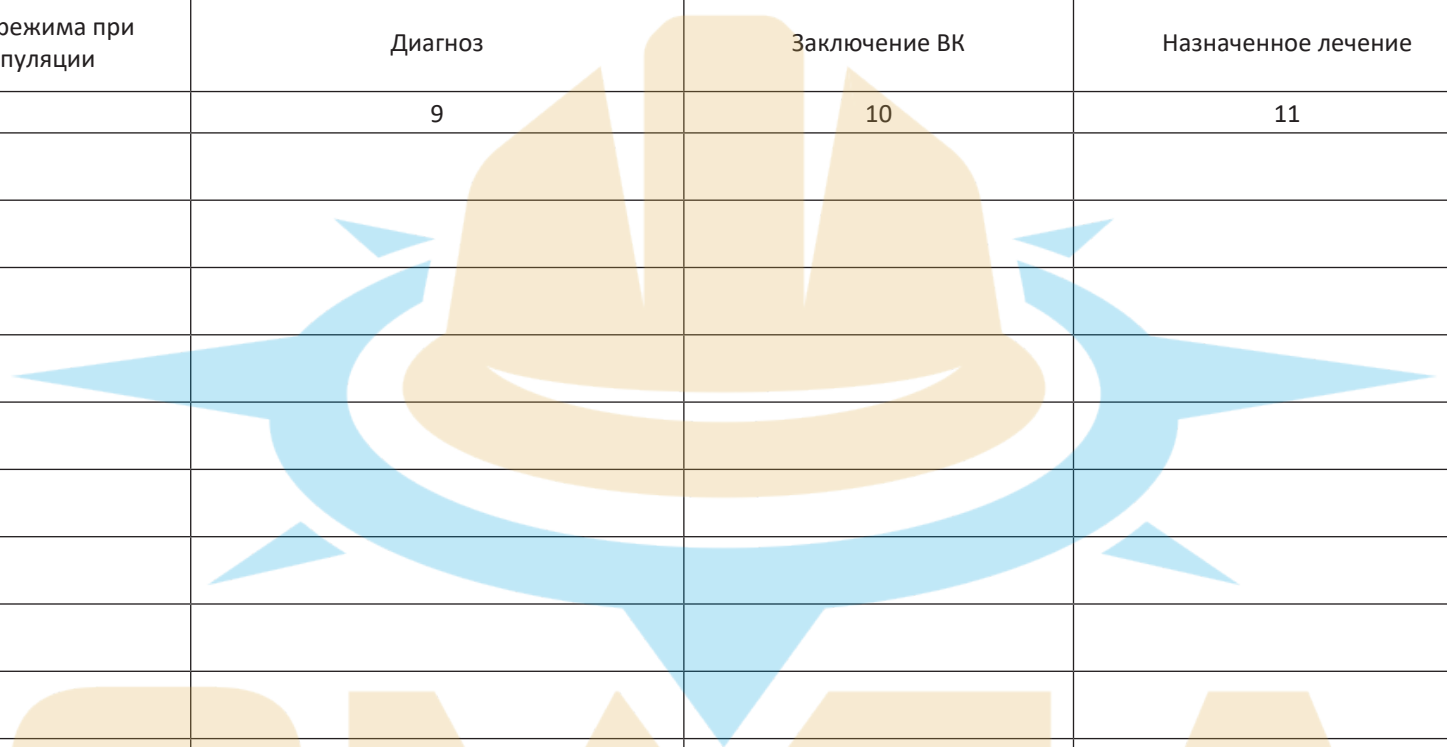 режима при
пуляции
Диагноз
Заключение ВК
Назначенное лечение
9
10
11